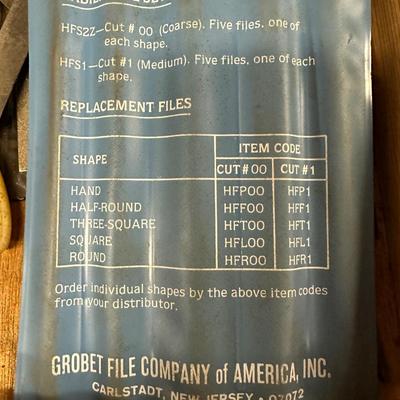 HFS2Z—Cut # 00 (Coarse). Five files, one of
each shape.
HFS1—Cut #1 (Medium). Five files, one of each
shape.
REPLACEMENT FILES
SHAPE ITEM CODE
CUT # 00 CUT # 1
HAND HFP00 HFP1
HALF-ROUND HFF00 HFF1
THREE-SQUARE HFT00 HFT1
SQUARE HFL00 HFL1
ROUND HFR00 HFR1
Order individual shapes by the above item codes
from your distributor.
GROBET FILE COMPANY of AMERICA, INC.
CARLSTADT, NEW JERSEY • 07072